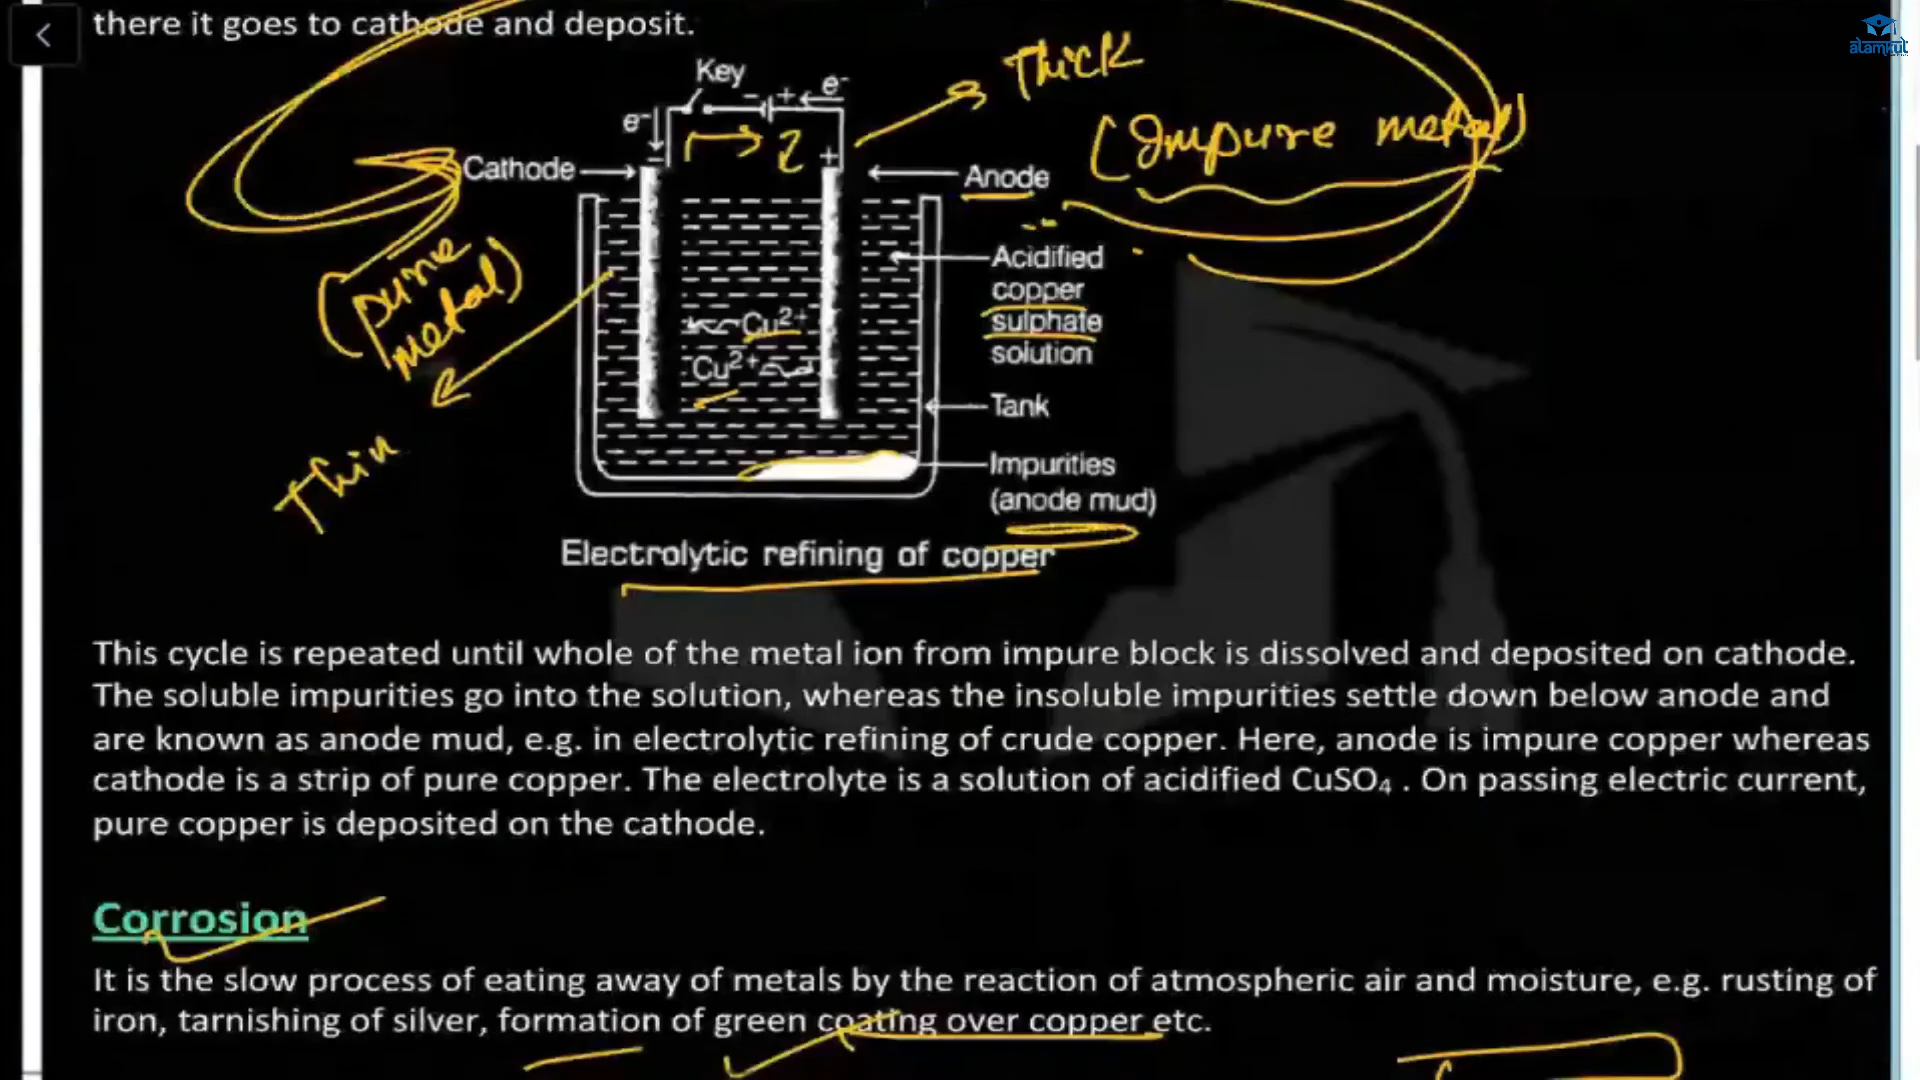 there it goes to cathode and deposit.
alamkut
Thick
Key
- + e-
e-
(Impure metal)
- +
Cathode
Anode
(pure
metal)
Acidified
copper
sulphate
solution
Cu²⁺
Cu²⁺
Tank
Thin
Impurities
(anode mud)
Electrolytic refining of copper
This cycle is repeated until whole of the metal ion from impure block is dissolved and deposited on cathode.
The soluble impurities go into the solution, whereas the insoluble impurities settle down below anode and
are known as anode mud, e.g. in electrolytic refining of crude copper. Here, anode is impure copper whereas
cathode is a strip of pure copper. The electrolyte is a solution of acidified CuSO₄ . On passing electric current,
pure copper is deposited on the cathode.
Corrosion
It is the slow process of eating away of metals by the reaction of atmospheric air and moisture, e.g. rusting of
iron, tarnishing of silver, formation of green coating over copper etc.